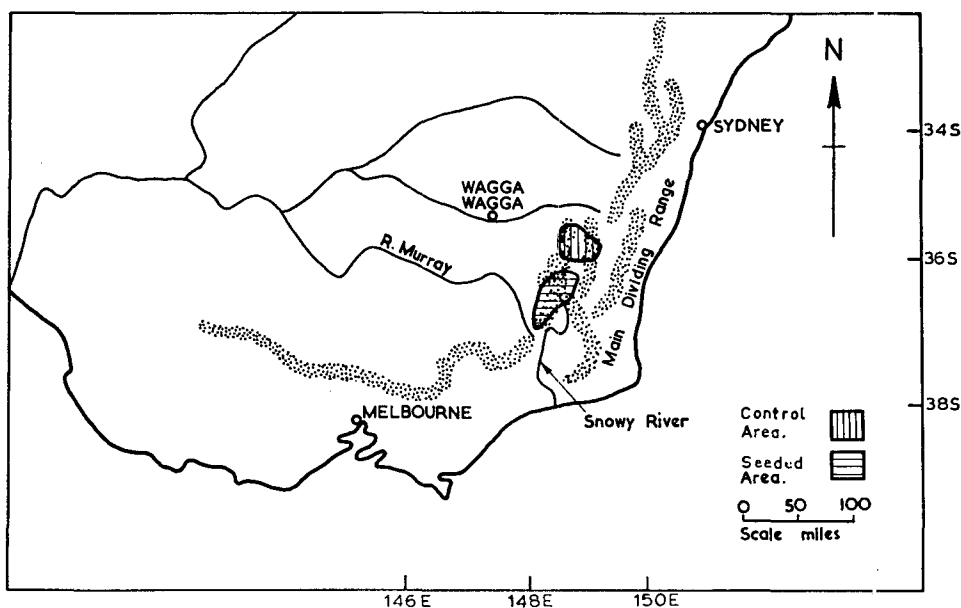 N
34S
SYDNEY
WAGGA
WAGGA
Main Dividing Range
R. Murray
36S
38S
MELBOURNE
Snowy River
Control
Area.
Seeded
Area.
0 50 100
Scale miles
146E 148E 150E